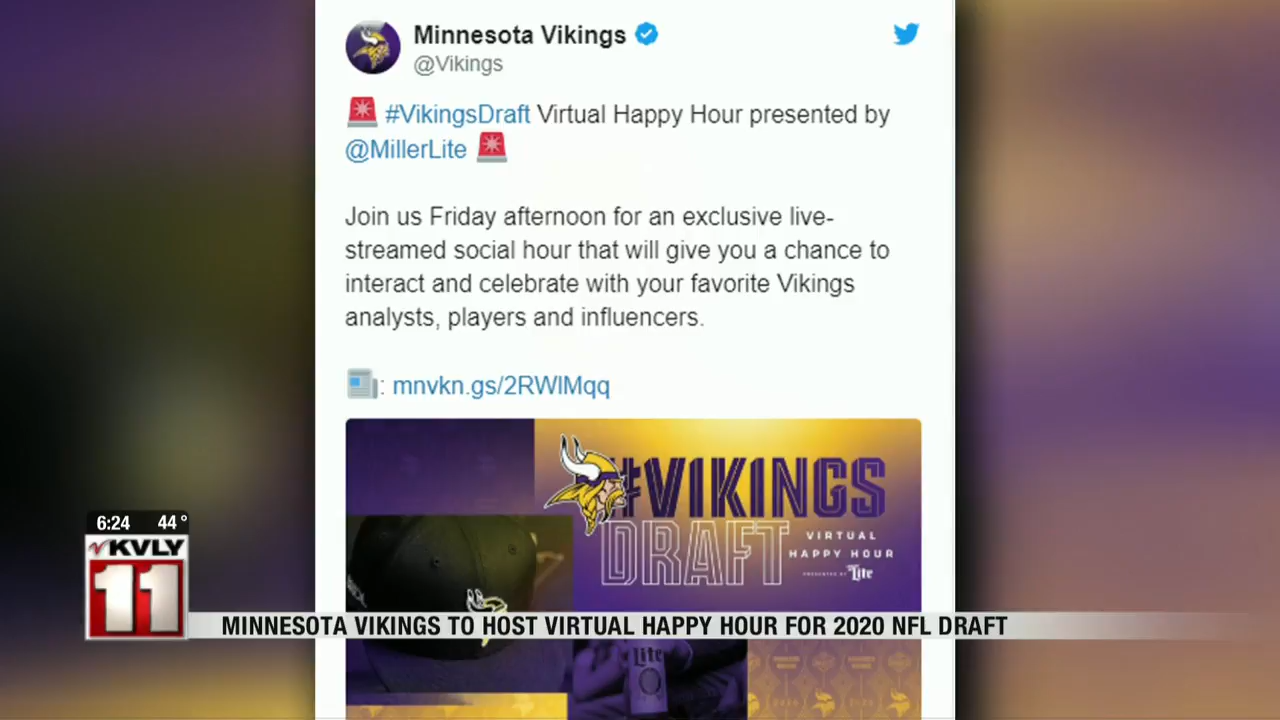 Minnesota Vikings
@Vikings
#VikingsDraft Virtual Happy Hour presented by
@MillerLite
Join us Friday afternoon for an exclusive live-
streamed social hour that will give you a chance to
interact and celebrate with your favorite Vikings
analysts, players and influencers.
: mnvkn.gs/2RWlMqq
#VIKINGS
DRAFT
VIRTUAL
HAPPY HOUR
PRESENTED BY Lite
6:24 44°
KVLY
11
MINNESOTA VIKINGS TO HOST VIRTUAL HAPPY HOUR FOR 2020 NFL DRAFT
Lite